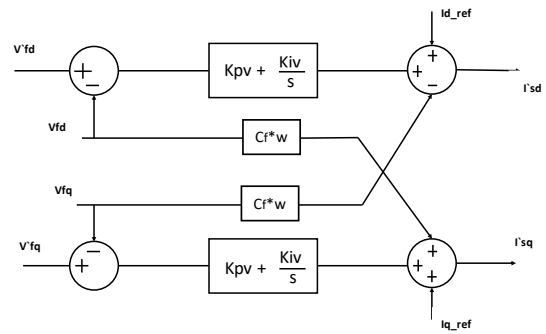 Id_ref
V`fd
+
−
Kpv + Kiv/s
+
+
−
I`sd
Vfd
Cf*w
Vfq
Cf*w
V`fq
−
+
Kpv + Kiv/s
+
+
+
I`sq
Iq_ref